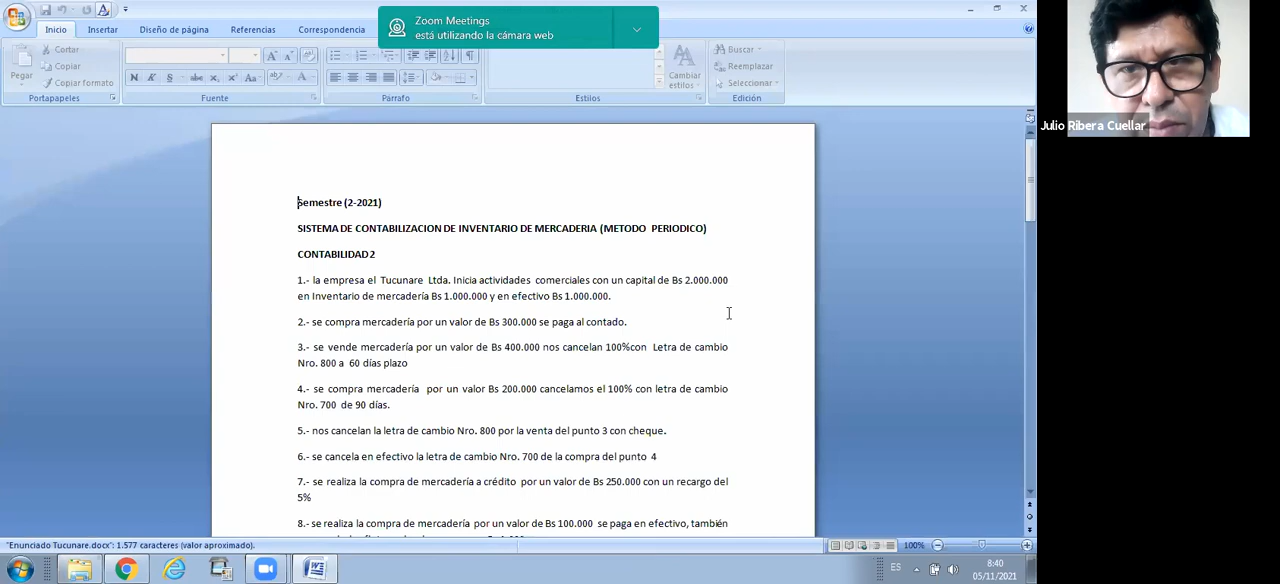 Zoom Meetings
está utilizando la cámara web
Inicio
Insertar
Diseño de página
Referencias
Correspondencia
Pegar
Cortar
Copiar
Copiar formato
Portapapeles
Fuente
Párrafo
Cambiar
estilos
Estilos
Buscar
Reemplazar
Seleccionar
Edición
Julio Ribera Cuellar
Semestre (2-2021)
SISTEMA DE CONTABILIZACION DE INVENTARIO DE MERCADERIA (METODO PERIODICO)
CONTABILIDAD 2
1.- la empresa el Tucunare Ltda. Inicia actividades comerciales con un capital de Bs 2.000.000
en Inventario de mercadería Bs 1.000.000 y en efectivo Bs 1.000.000.
2.- se compra mercadería por un valor de Bs 300.000 se paga al contado.
3.- se vende mercadería por un valor de Bs 400.000 nos cancelan 100%con Letra de cambio
Nro. 800 a 60 días plazo
4.- se compra mercadería por un valor Bs 200.000 cancelamos el 100% con letra de cambio
Nro. 700 de 90 días.
5.- nos cancelan la letra de cambio Nro. 800 por la venta del punto 3 con cheque.
6.- se cancela en efectivo la letra de cambio Nro. 700 de la compra del punto 4
7.- se realiza la compra de mercadería a crédito por un valor de Bs 250.000 con un recargo del
5%
8.- se realiza la compra de mercadería por un valor de Bs 100.000 se paga en efectivo, también
"Enunciado Tucunare.docx": 1.577 caracteres (valor aproximado).
100%
ES
8:40
05/11/2021